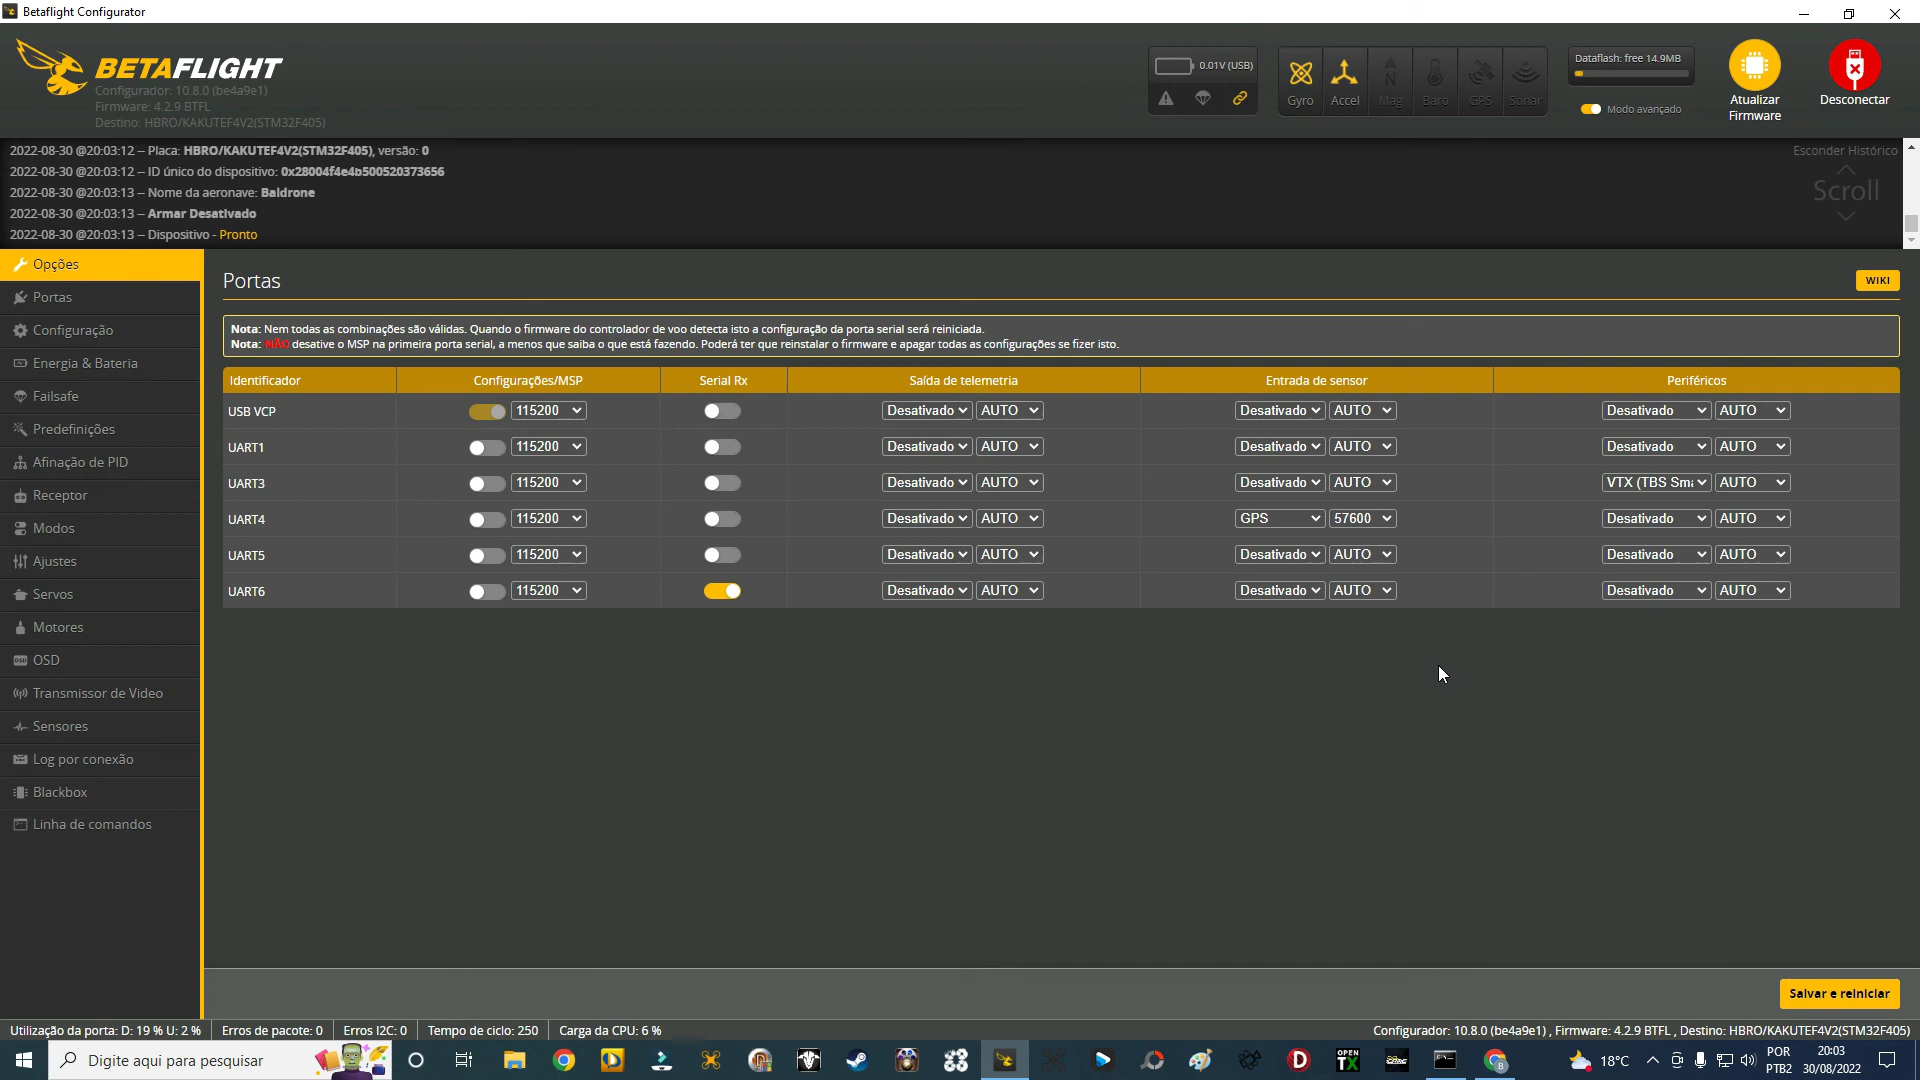 Betaflight Configurator
BETAFLIGHT
Configurador: 10.8.0 (be4a9e1)
Firmware: 4.2.9 BTFL
Destino: HBRO/KAKUTEF4V2(STM32F405)
0.01V (USB)
Gyro Accel Mag Baro GPS Sonar
Dataflash: free 14.9MB
Modo avançado
Atualizar
Firmware
Desconectar
2022-08-30 @20:03:12 -- Placa: HBRO/KAKUTEF4V2(STM32F405), versão: 0
2022-08-30 @20:03:12 -- ID único do dispositivo: 0x28004f4e4b500520373656
2022-08-30 @20:03:13 -- Nome da aeronave: Baldrone
2022-08-30 @20:03:13 -- Armar Desativado
2022-08-30 @20:03:13 -- Dispositivo - Pronto
Esconder Histórico
Scroll
Opções
Portas
Configuração
Energia & Bateria
Failsafe
Predefinições
Afinação de PID
Receptor
Modos
Ajustes
Servos
Motores
OSD
Transmissor de Video
Sensores
Log por conexão
Blackbox
Linha de comandos
Portas
WIKI
Nota: Nem todas as combinações são válidas. Quando o firmware do controlador de voo detecta isto a configuração da porta serial será reiniciada.
Nota: NÃO desative o MSP na primeira porta serial, a menos que saiba o que está fazendo. Poderá ter que reinstalar o firmware e apagar todas as configurações se fizer isto.
Identificador Configurações/MSP Serial Rx Saída de telemetria Entrada de sensor Periféricos
USB VCP 115200 Desativado AUTO Desativado AUTO Desativado AUTO
UART1 115200 Desativado AUTO Desativado AUTO Desativado AUTO
UART3 115200 Desativado AUTO Desativado AUTO VTX (TBS Sma AUTO
UART4 115200 Desativado AUTO GPS 57600 Desativado AUTO
UART5 115200 Desativado AUTO Desativado AUTO Desativado AUTO
UART6 115200 Desativado AUTO Desativado AUTO Desativado AUTO
Salvar e reiniciar
Utilização da porta: D: 19 % U: 2 % Erros de pacote: 0 Erros I2C: 0 Tempo de ciclo: 250 Carga da CPU: 6 %
Configurador: 10.8.0 (be4a9e1) , Firmware: 4.2.9 BTFL , Destino: HBRO/KAKUTEF4V2(STM32F405)
Digite aqui para pesquisar
OPEN
TX
18°C
POR
PTB2
20:03
30/08/2022